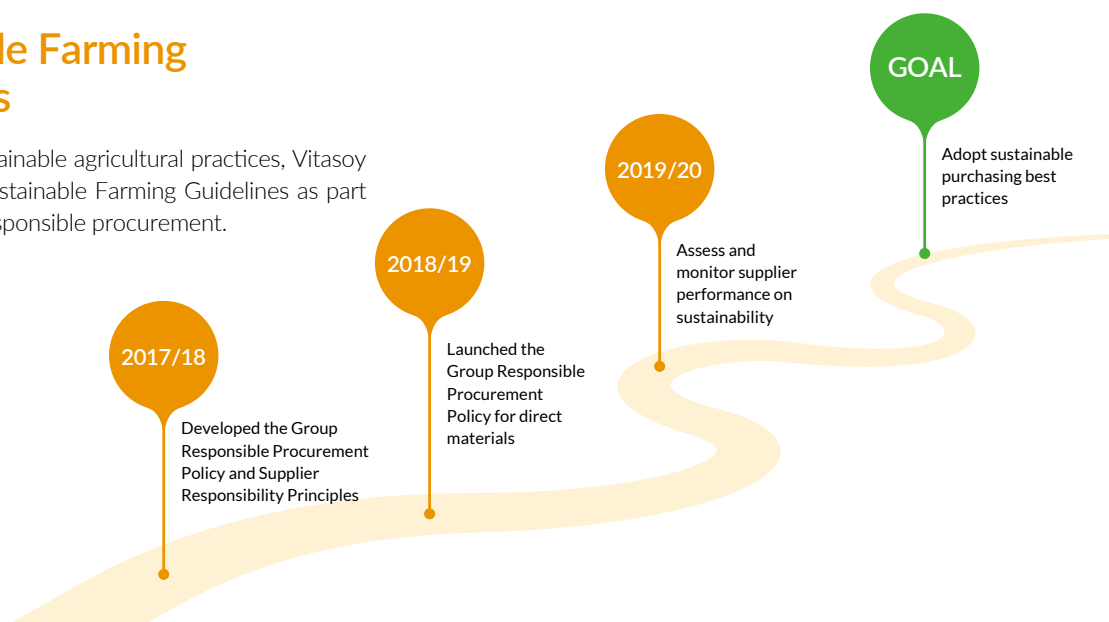 le Farming
s
ainable agricultural practices, Vitasoy
stainable Farming Guidelines as part
sponsible procurement.
2017/18
Developed the Group
Responsible Procurement
Policy and Supplier
Responsibility Principles
2018/19
Launched the
Group Responsible
Procurement
Policy for direct
materials
2019/20
Assess and
monitor supplier
performance on
sustainability
GOAL
Adopt sustainable
purchasing best
practices